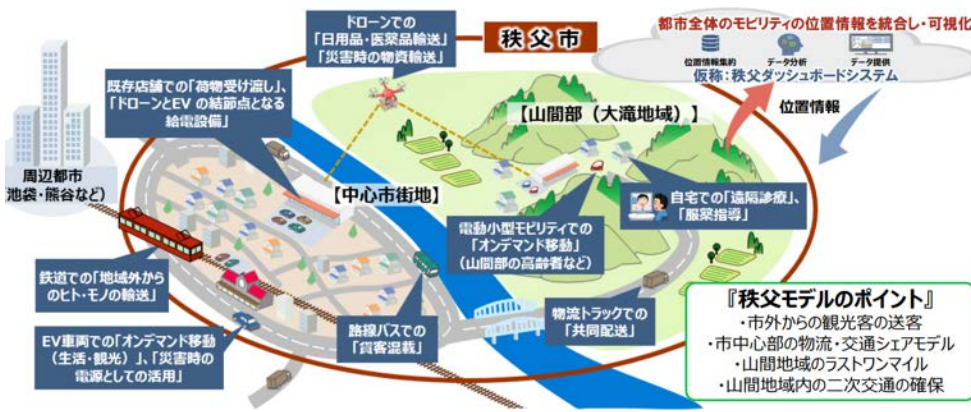 ドローンでの
「日用品・医薬品輸送」
「災害時の物資輸送」
秩父市
都市全体のモビリティの位置情報を統合し・可視化
位置情報集約
データ分析
データ提供
仮称：秩父ダッシュボードシステム
位置情報
既存店舗での「荷物受け渡し」、
「ドローンとEV の結節点となる
給電設備」
【山間部（大滝地域）】
周辺都市
（池袋・熊谷など）
【中心市街地】
自宅での「遠隔診療」、
「服薬指導」
電動小型モビリティでの
「オンデマンド移動」
（山間部の高齢者など）
鉄道での「地域外から
のヒト・モノの輸送」
EV車両での「オンデマンド移動
（生活・観光）」、「災害時の
電源としての活用」
路線バスでの
「貨客混載」
物流トラックでの
「共同配送」
『秩父モデルのポイント』
・市外からの観光客の送客
・市中心部の物流・交通シェアモデル
・山間地域のラストワンマイル
・山間地域内の二次交通の確保